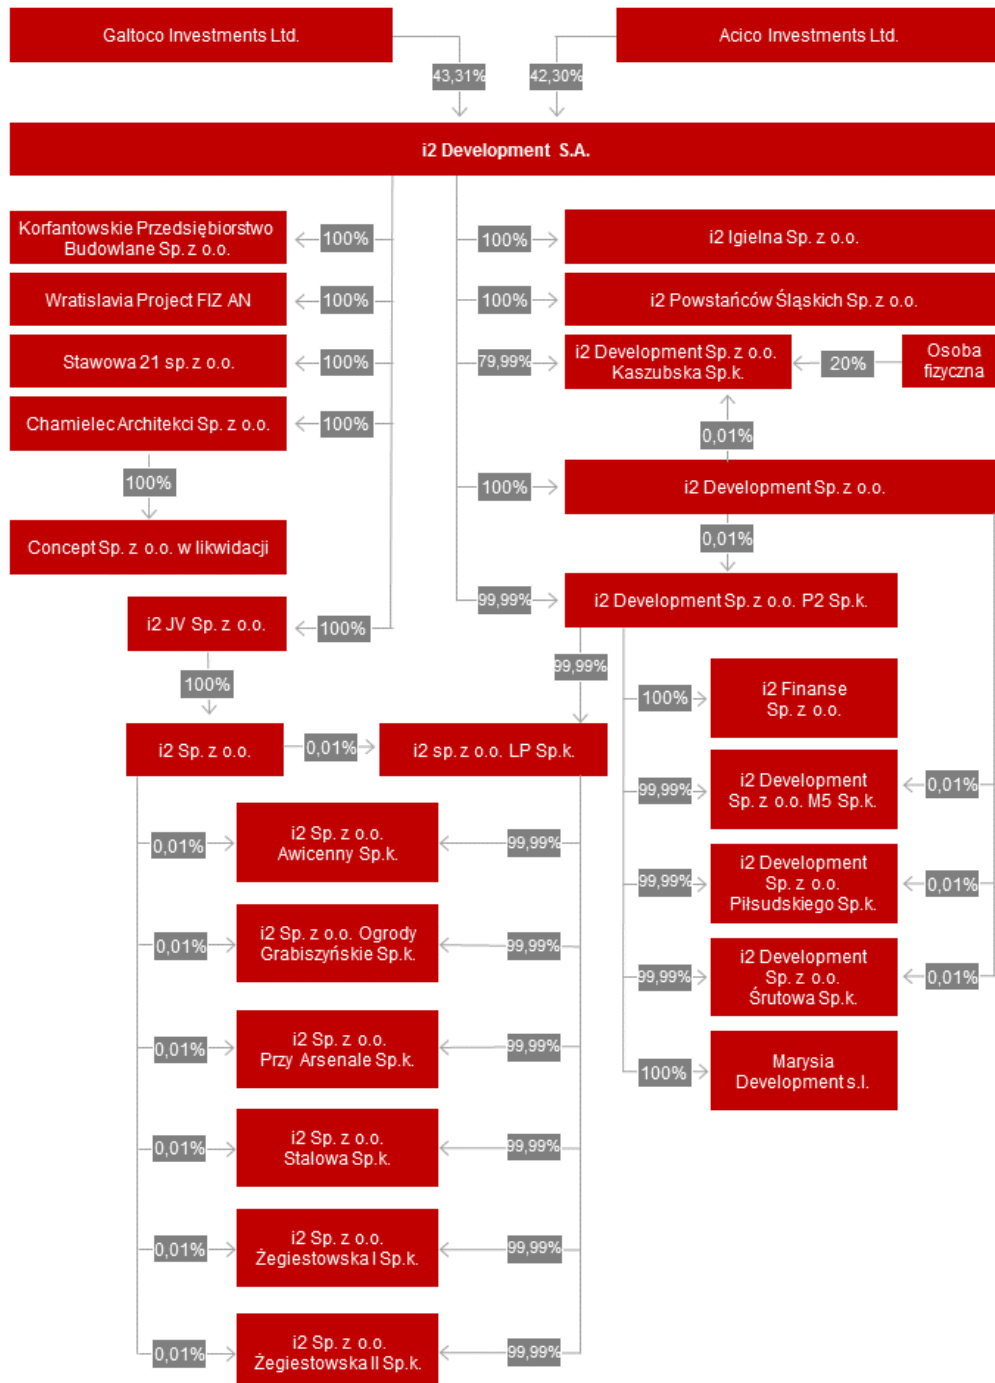 Galtoco Investments Ltd.
Acico Investments Ltd.
43,31%
42,30%
i2 Development S.A.
Korfantowskie Przedsiębiorstwo
Budowlane Sp. z o.o.
100%
100%
i2 Igielna Sp. z o.o.
Wratislavia Project FIZ AN
100%
100%
i2 Powstańców Śląskich Sp. z o.o.
Stawowa 21 sp. z o.o.
100%
79,99%
i2 Development Sp. z o.o.
Kaszubska Sp.k.
20%
Osoba
fizyczna
Chamielec Architekci Sp. z o.o.
100%
0,01%
100%
100%
i2 Development Sp. z o.o.
Concept Sp. z o.o. w likwidacji
0,01%
99,99%
i2 Development Sp. z o.o. P2 Sp.k.
i2 JV Sp. z o.o.
100%
99,99%
100%
100%
i2 Finanse
Sp. z o.o.
i2 Sp. z o.o.
0,01%
i2 sp. z o.o. LP Sp.k.
99,99%
i2 Development
Sp. z o.o. M5 Sp.k.
0,01%
0,01%
i2 Sp. z o.o.
Awicenny Sp.k.
99,99%
99,99%
i2 Development
Sp. z o.o.
Piłsudskiego Sp.k.
0,01%
0,01%
i2 Sp. z o.o. Ogrody
Grabiszyńskie Sp.k.
99,99%
99,99%
i2 Development
Sp. z o.o.
Śrutowa Sp.k.
0,01%
0,01%
i2 Sp. z o.o.
Przy Arsenale Sp.k.
99,99%
100%
Marysia
Development s.l.
0,01%
i2 Sp. z o.o.
Stalowa Sp.k.
99,99%
0,01%
i2 Sp. z o.o.
Żegiestowska I Sp.k.
99,99%
0,01%
i2 Sp. z o.o.
Żegiestowska II Sp.k.
99,99%